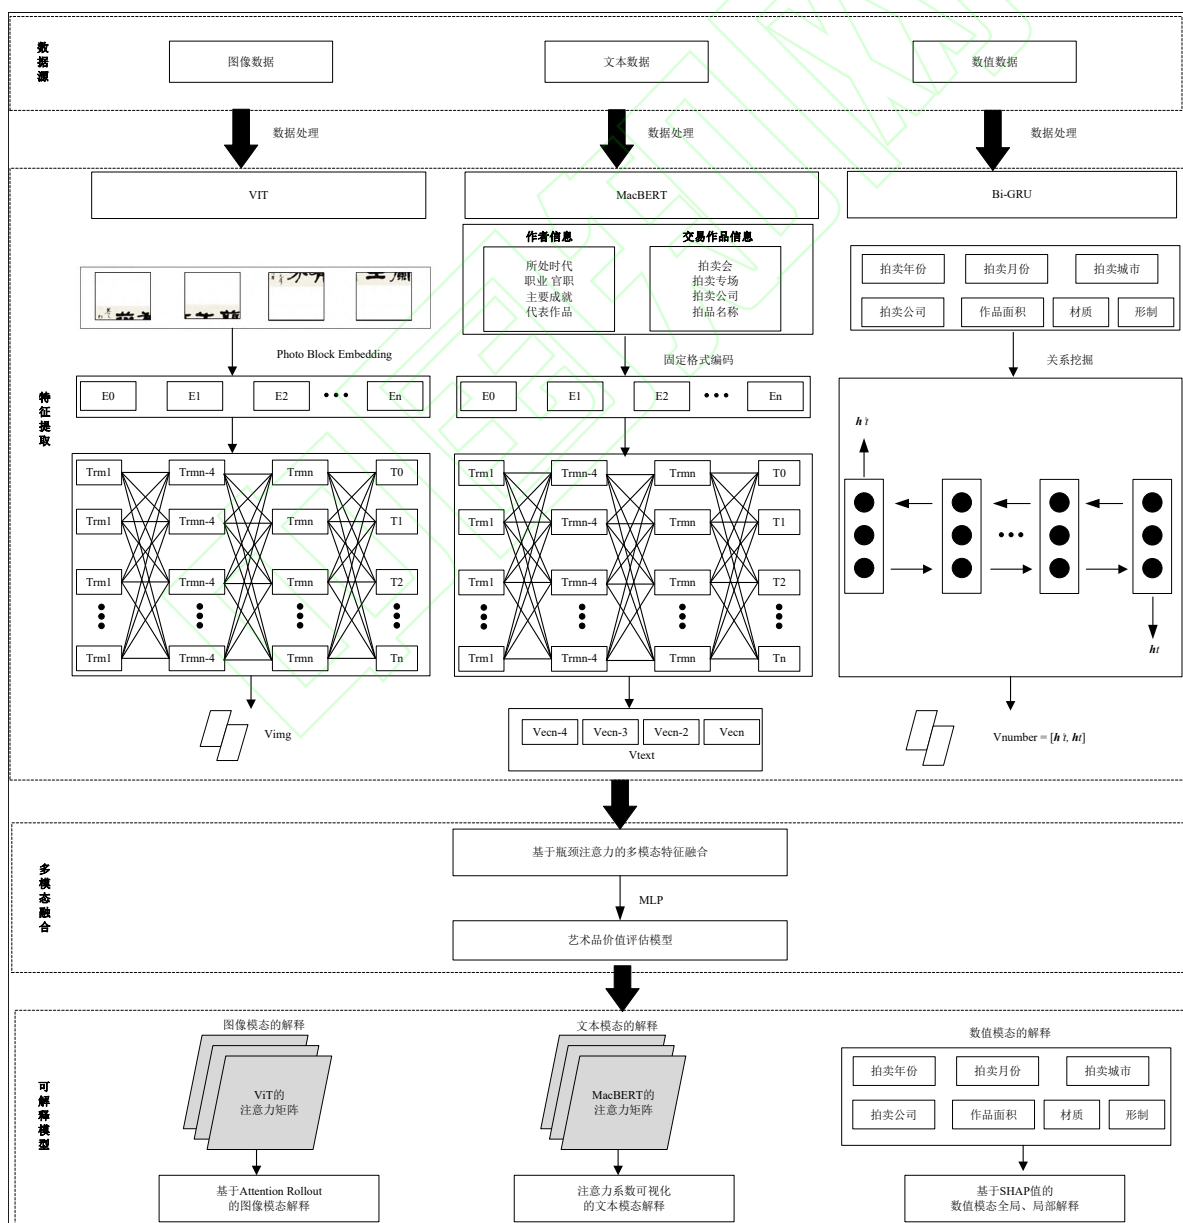 数据源
图像数据
文本数据
数值数据
数据处理
数据处理
数据处理
特征提取
VIT
MacBERT
Bi-GRU
Photo Block Embedding
E0 E1 E2 ••• En
Trm1 Trmn-4 Trmn T0
Trm1 Trmn-4 Trmn T1
Trm1 Trmn-4 Trmn T2
Trm1 Trmn-4 Trmn Tn
Vimg
作者信息
所处时代
职业 官职
主要成就
代表作品
交易作品信息
拍卖会
拍卖专场
拍卖公司
拍品名称
固定格式编码
E0 E1 E2 ••• En
Trm1 Trmn-4 Trmn T0
Trm1 Trmn-4 Trmn T1
Trm1 Trmn-4 Trmn T2
Trm1 Trmn-4 Trmn Tn
Vecn-4 Vecn-3 Vecn-2 Vecn
Vtext
拍卖年份 拍卖月份 拍卖城市
拍卖公司 作品面积 材质 形制
关系挖掘
h't
•••
ht
Vnumber = [h't, ht]
多模态融合
基于瓶颈注意力的多模态特征融合
MLP
艺术品价值评估模型
可解释模型
图像模态的解释
ViT的
注意力矩阵
基于Attention Rollout
的图像模态解释
文本模态的解释
MacBERT的
注意力矩阵
注意力系数可视化
的文本模态解释
数值模态的解释
拍卖年份 拍卖月份 拍卖城市
拍卖公司 作品面积 材质 形制
基于SHAP值的
数值模态全局、局部解释